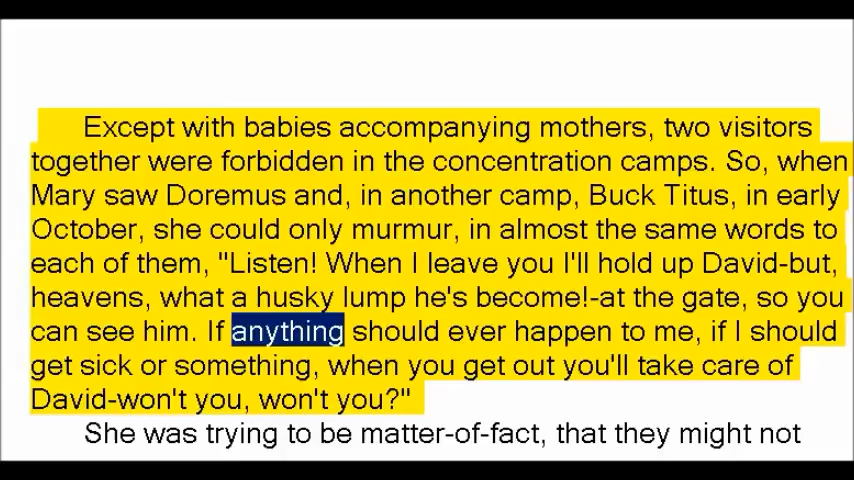 Except with babies accompanying mothers, two visitors
together were forbidden in the concentration camps. So, when
Mary saw Doremus and, in another camp, Buck Titus, in early
October, she could only murmur, in almost the same words to
each of them, "Listen! When I leave you I'll hold up David-but,
heavens, what a husky lump he's become!-at the gate, so you
can see him. If anything should ever happen to me, if I should
get sick or something, when you get out you'll take care of
David-won't you, won't you?"
She was trying to be matter-of-fact, that they might not